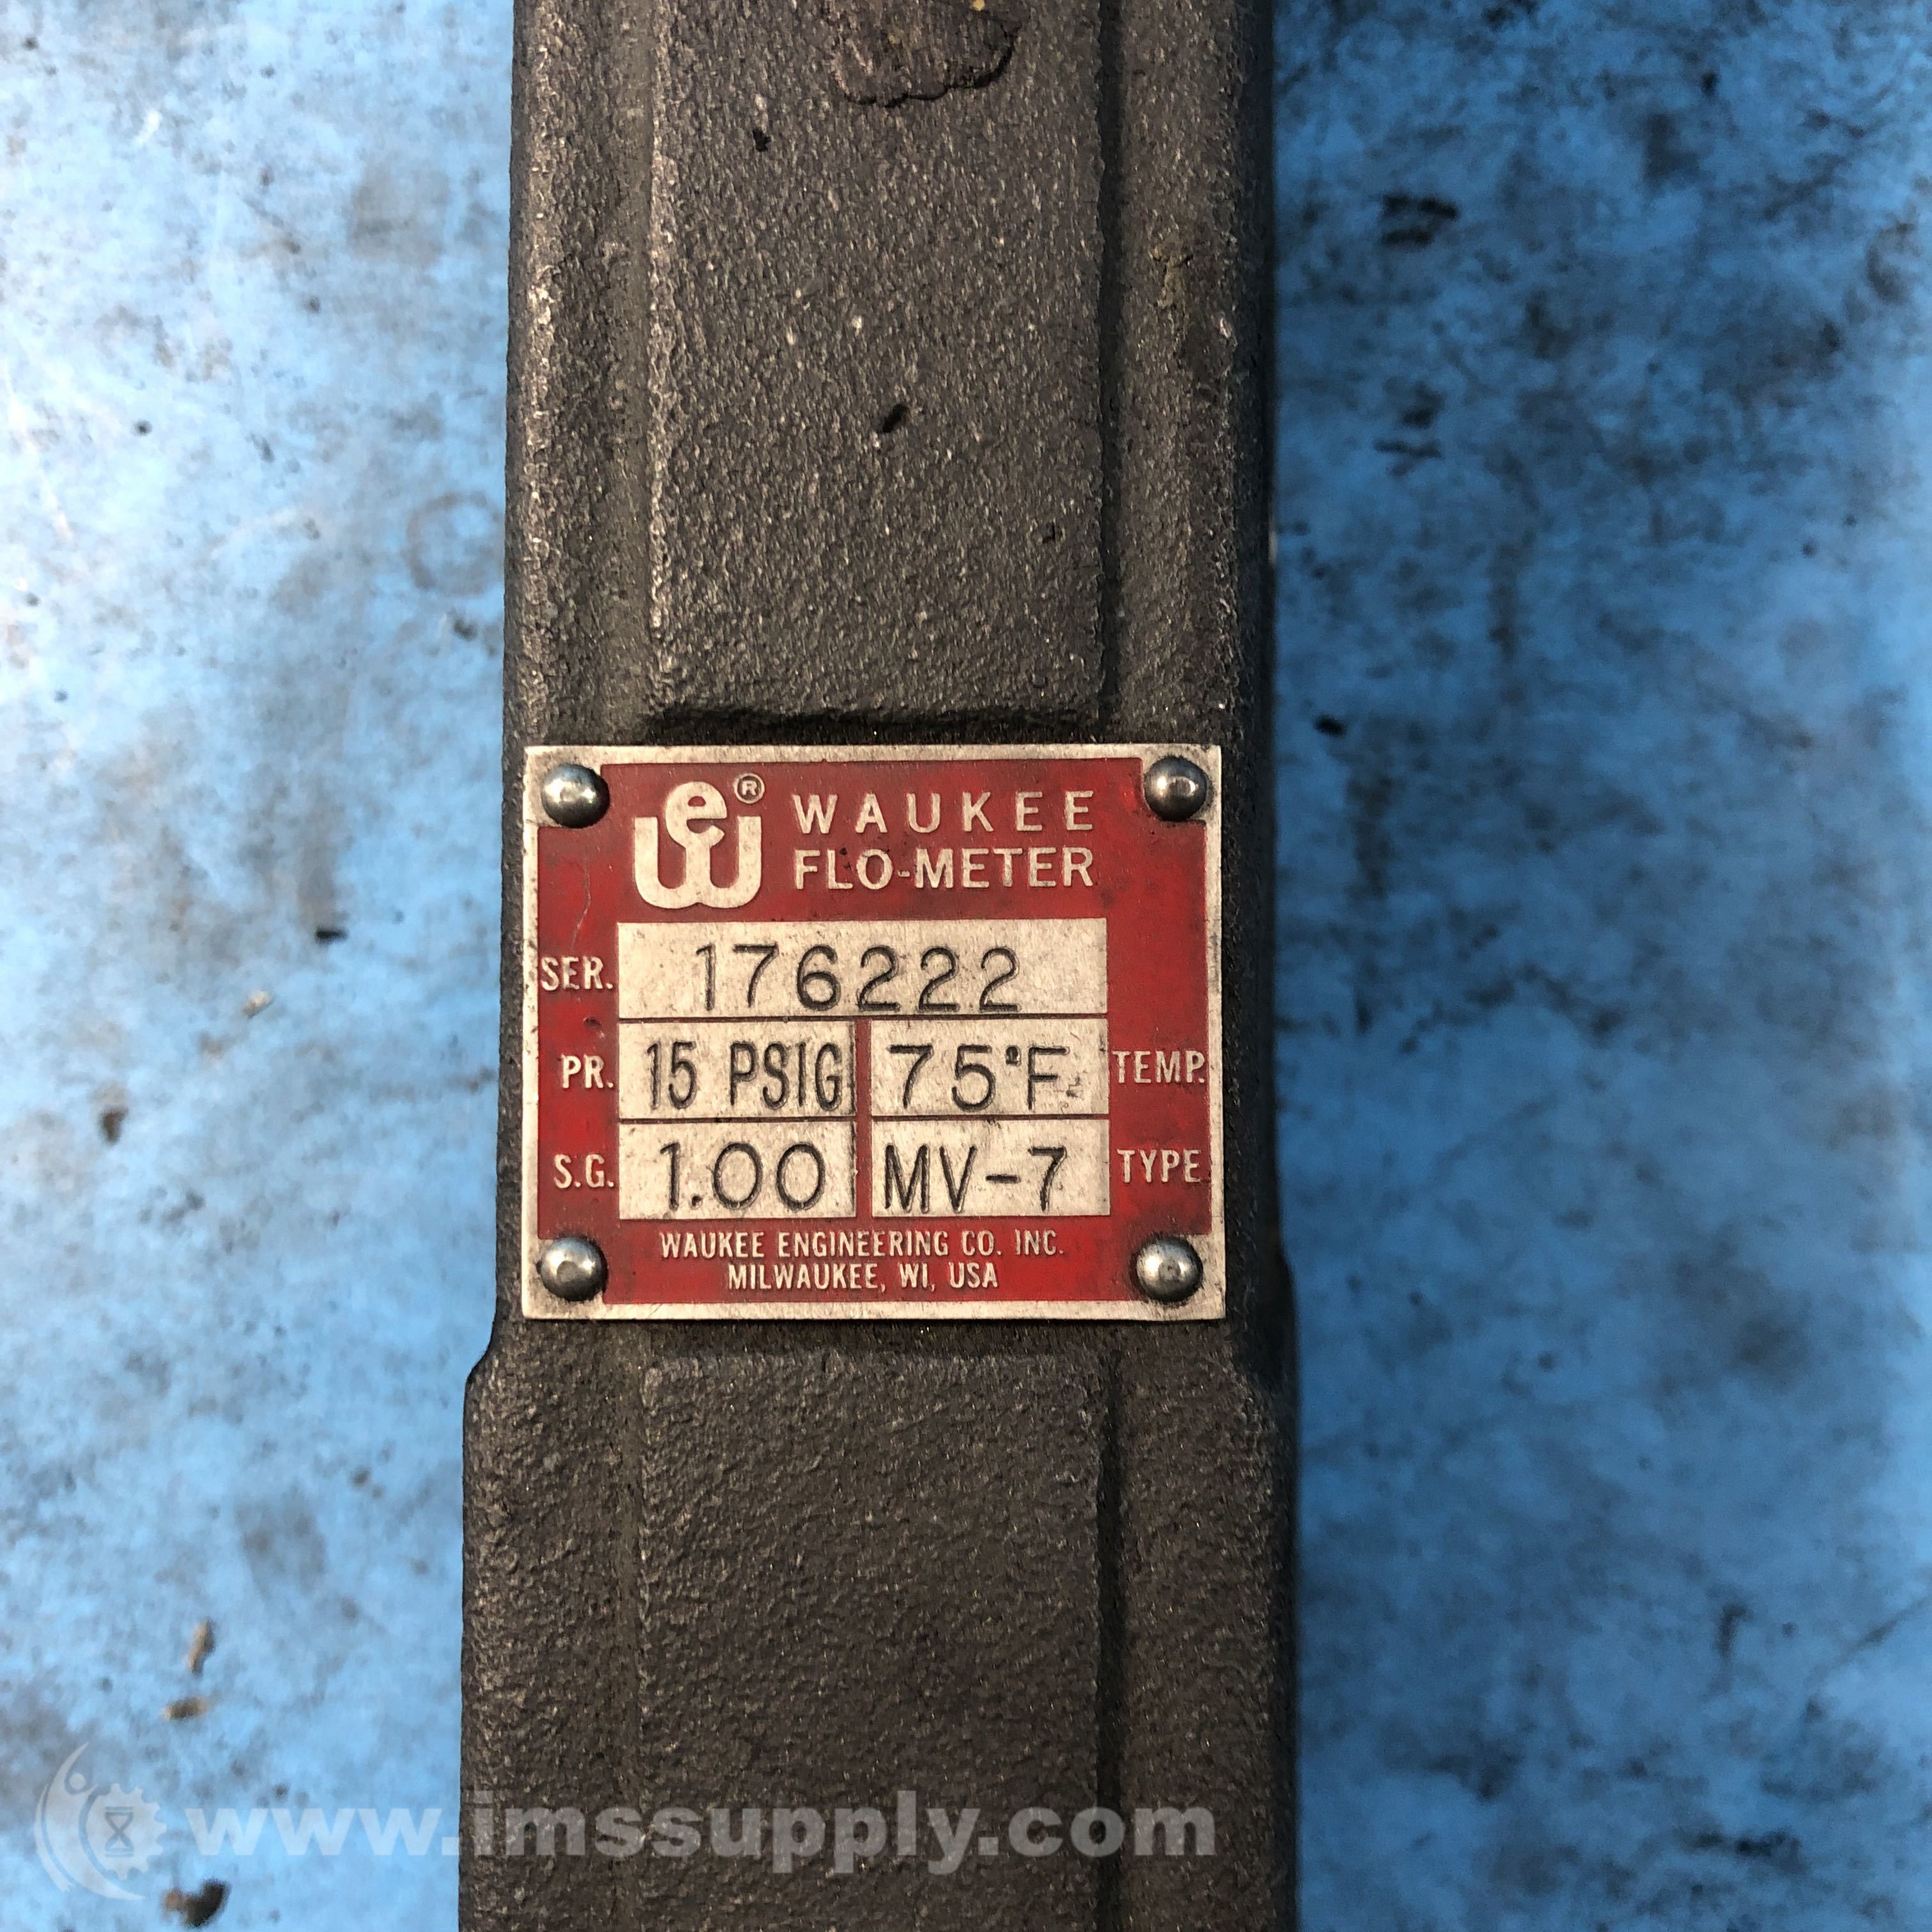 we® WAUKEE
FLO-METER
SER. 176222
PR. 15 PSIG 75°F TEMP.
S.G. 1.00 MV-7 TYPE
WAUKEE ENGINEERING CO. INC.
MILWAUKEE, WI, USA
www.imssupply.com